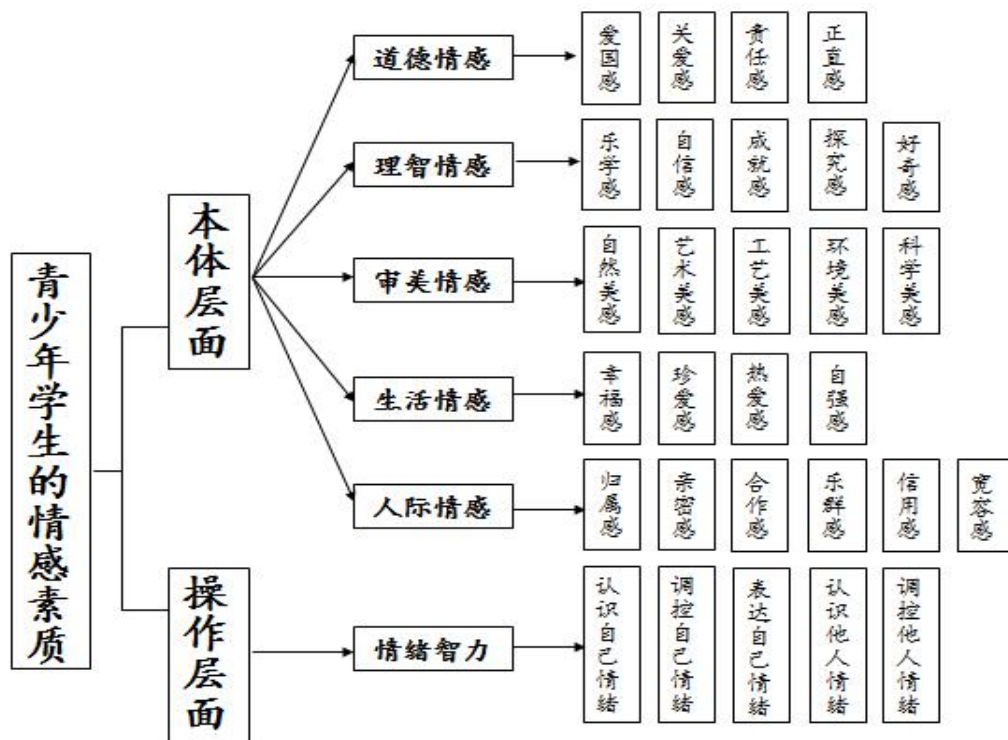 青少年学生的情感素质
本体层面
道德情感
爱国感
关爱感
责任感
正直感
理智情感
乐学感
自信感
成就感
探究感
好奇感
审美情感
自然美感
艺术美感
工艺美感
环境美感
科学美感
生活情感
幸福感
珍爱感
热爱感
自强感
人际情感
归属感
亲密感
合作感
乐群感
信用感
宽容感
操作层面
情绪智力
认识自己情绪
调控自己情绪
表达自己情绪
认识他人情绪
调控他人情绪